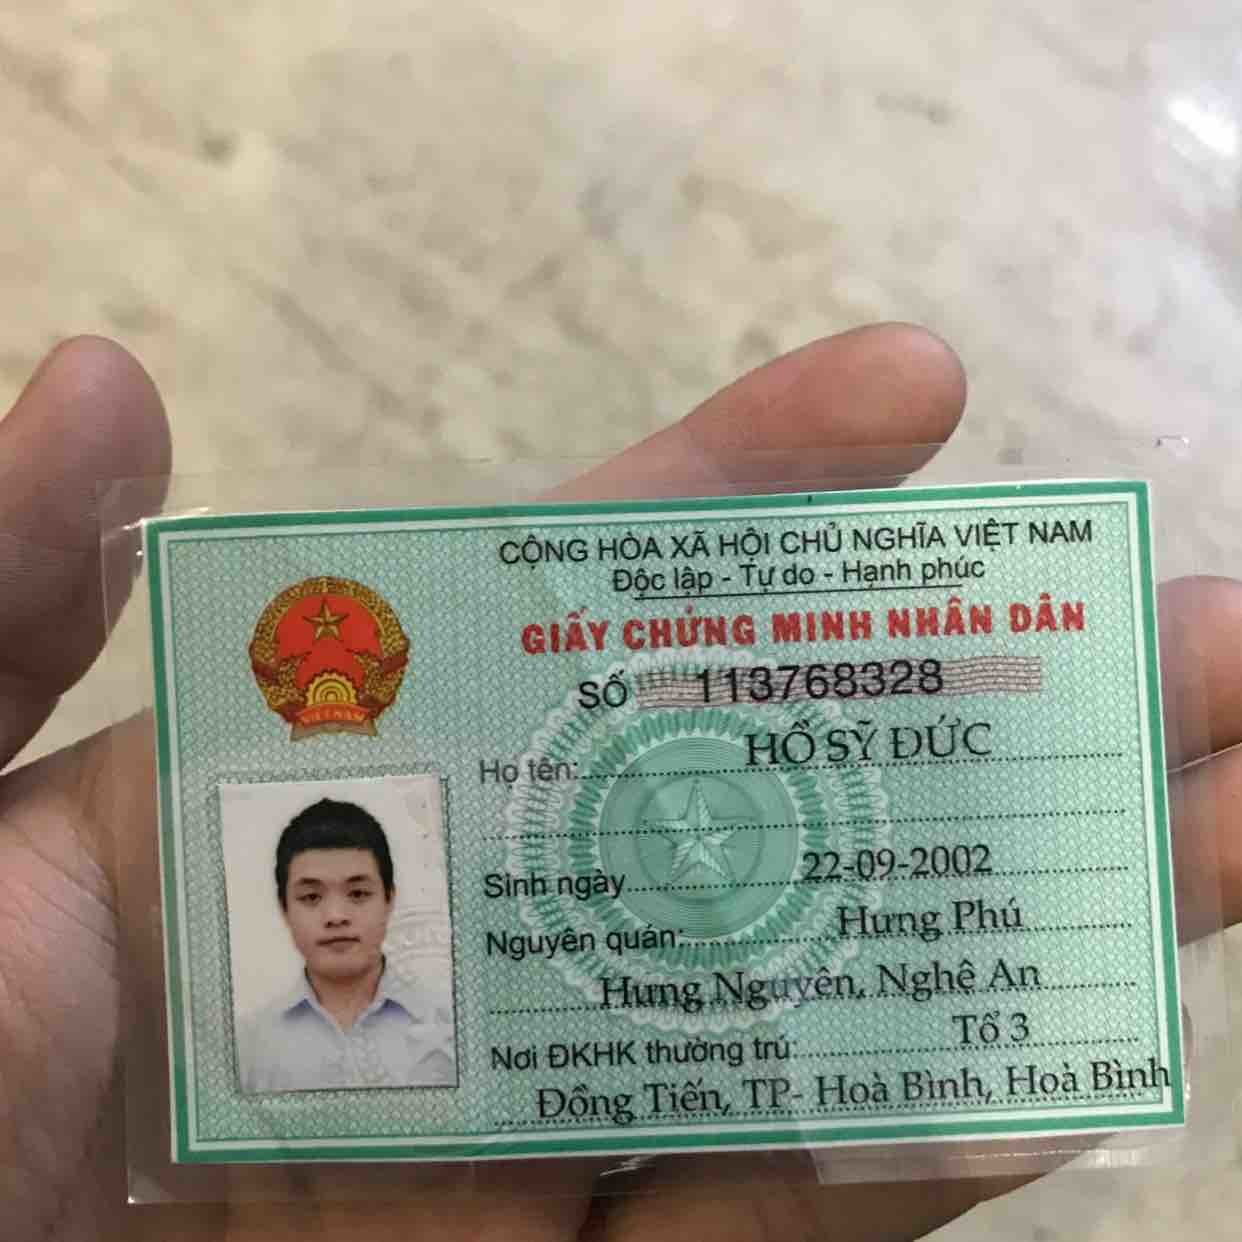 CỘNG HÒA XÃ HỘI CHỦ NGHĨA VIỆT NAM
Độc lập - Tự do - Hạnh phúc
GIẤY CHỨNG MINH NHÂN DÂN
SỐ 113768328
VIỆT NAM
Họ tên: HỒ SỸ ĐỨC
Sinh ngày 22-09-2002
Nguyên quán: Hưng Phú
Hưng Nguyên, Nghệ An
Nơi ĐKHK thường trú: Tổ 3
Đồng Tiến, TP- Hoà Bình, Hoà Bình